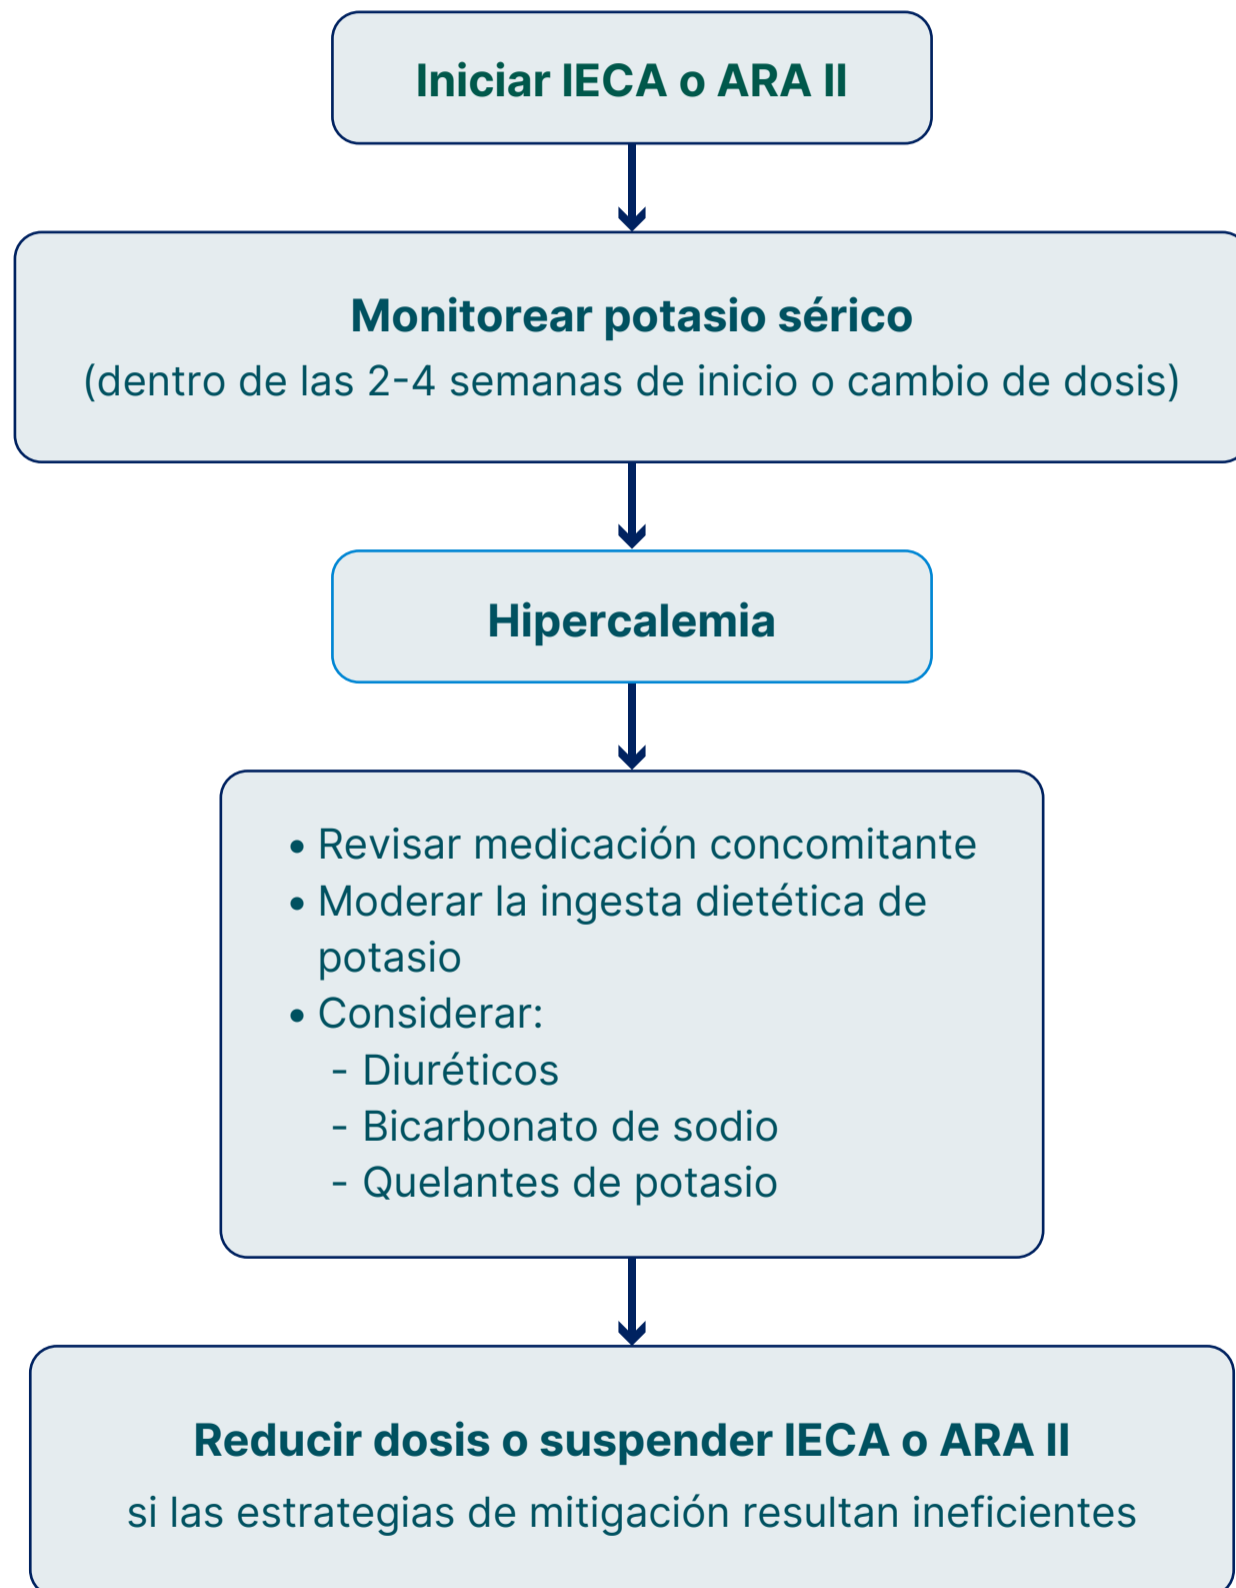 Iniciar IECA o ARA II
Monitorear potasio sérico
(dentro de las 2-4 semanas de inicio o cambio de dosis)
Hipercalemia
• Revisar medicación concomitante
• Moderar la ingesta dietética de
potasio
• Considerar:
- Diuréticos
- Bicarbonato de sodio
- Quelantes de potasio
Reducir dosis o suspender IECA o ARA II
si las estrategias de mitigación resultan ineficientes